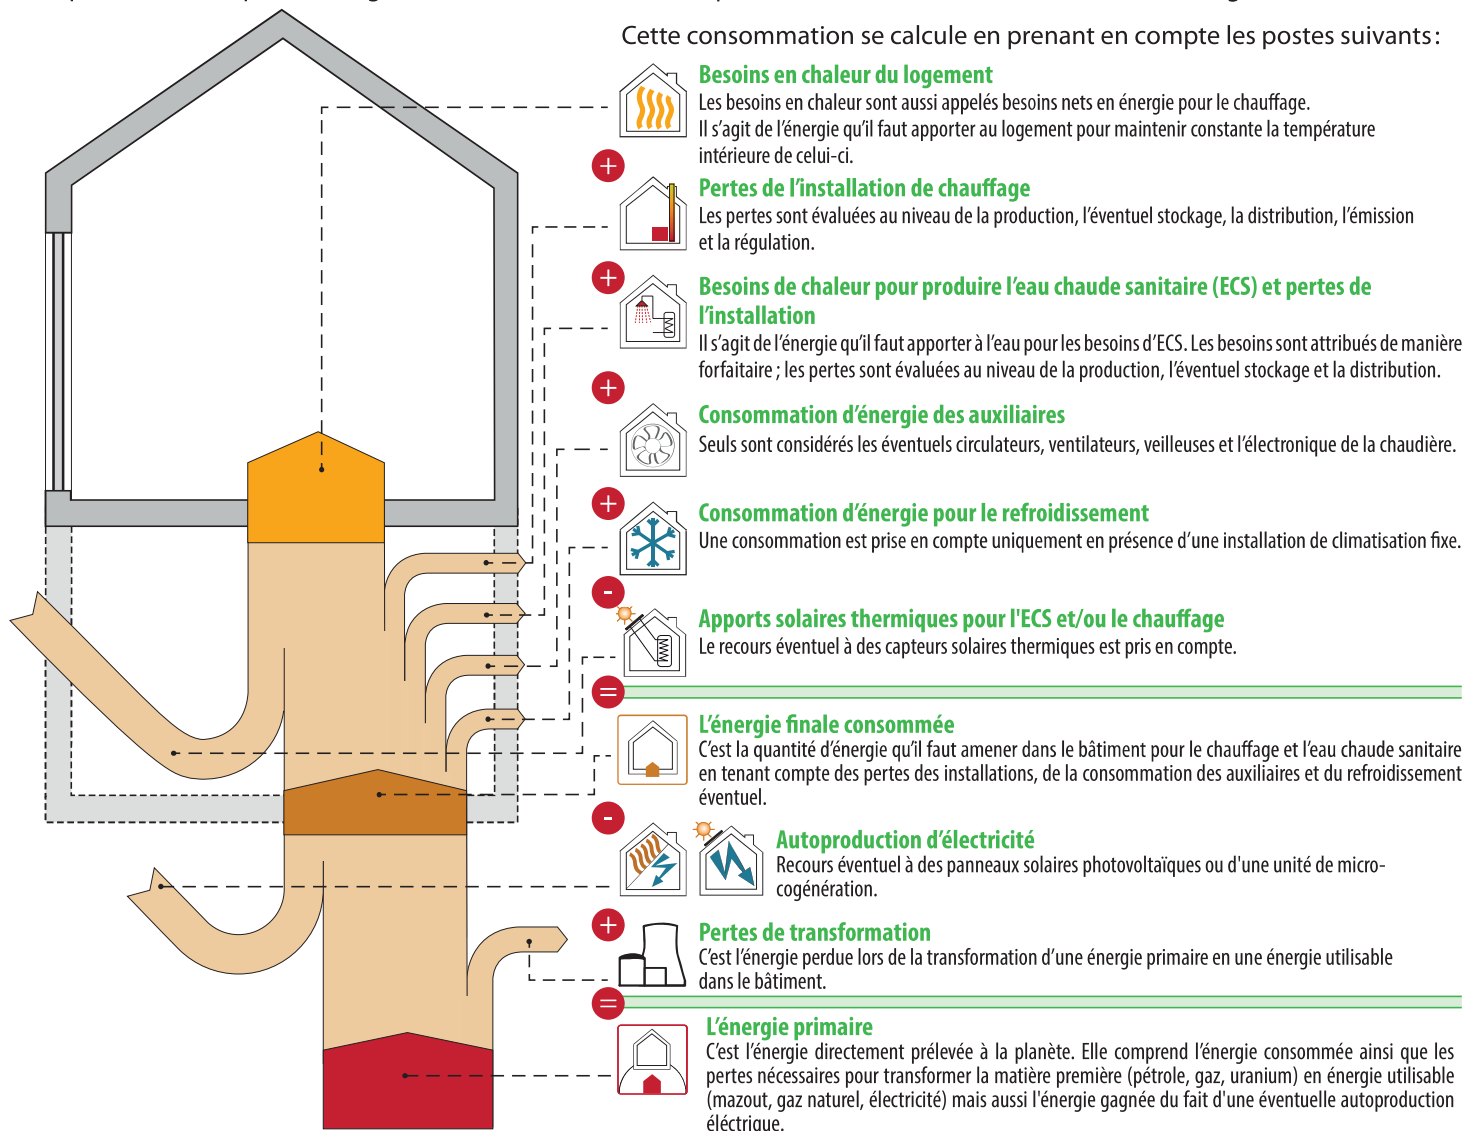 Cette consommation se calcule en prenant en compte les postes suivants :
Besoins en chaleur du logement
Les besoins en chaleur sont aussi appelés besoins nets en énergie pour le chauffage.
Il s'agit de l'énergie qu'il faut apporter au logement pour maintenir constante la température
intérieure de celui-ci.
+
Pertes de l'installation de chauffage
Les pertes sont évaluées au niveau de la production, l'éventuel stockage, la distribution, l'émission
et la régulation.
+
Besoins de chaleur pour produire l'eau chaude sanitaire (ECS) et pertes de
l'installation
Il s'agit de l'énergie qu'il faut apporter à l'eau pour les besoins d'ECS. Les besoins sont attribués de manière
forfaitaire ; les pertes sont évaluées au niveau de la production, l'éventuel stockage et la distribution.
+
Consommation d'énergie des auxiliaires
Seuls sont considérés les éventuels circulateurs, ventilateurs, veilleuses et l'électronique de la chaudière.
+
Consommation d'énergie pour le refroidissement
Une consommation est prise en compte uniquement en présence d'une installation de climatisation fixe.
-
Apports solaires thermiques pour l'ECS et/ou le chauffage
Le recours éventuel à des capteurs solaires thermiques est pris en compte.
=
L'énergie finale consommée
C'est la quantité d'énergie qu'il faut amener dans le bâtiment pour le chauffage et l'eau chaude sanitaire
en tenant compte des pertes des installations, de la consommation des auxiliaires et du refroidissement
éventuel.
-
Autoproduction d'électricité
Recours éventuel à des panneaux solaires photovoltaïques ou d'une unité de micro-
cogénération.
+
Pertes de transformation
C'est l'énergie perdue lors de la transformation d'une énergie primaire en une énergie utilisable
dans le bâtiment.
=
L'énergie primaire
C'est l'énergie directement prélevée à la planète. Elle comprend l'énergie consommée ainsi que les
pertes nécessaires pour transformer la matière première (pétrole, gaz, uranium) en énergie utilisable
(mazout, gaz naturel, électricité) mais aussi l'énergie gagnée du fait d'une éventuelle autoproduction
éléctrique.